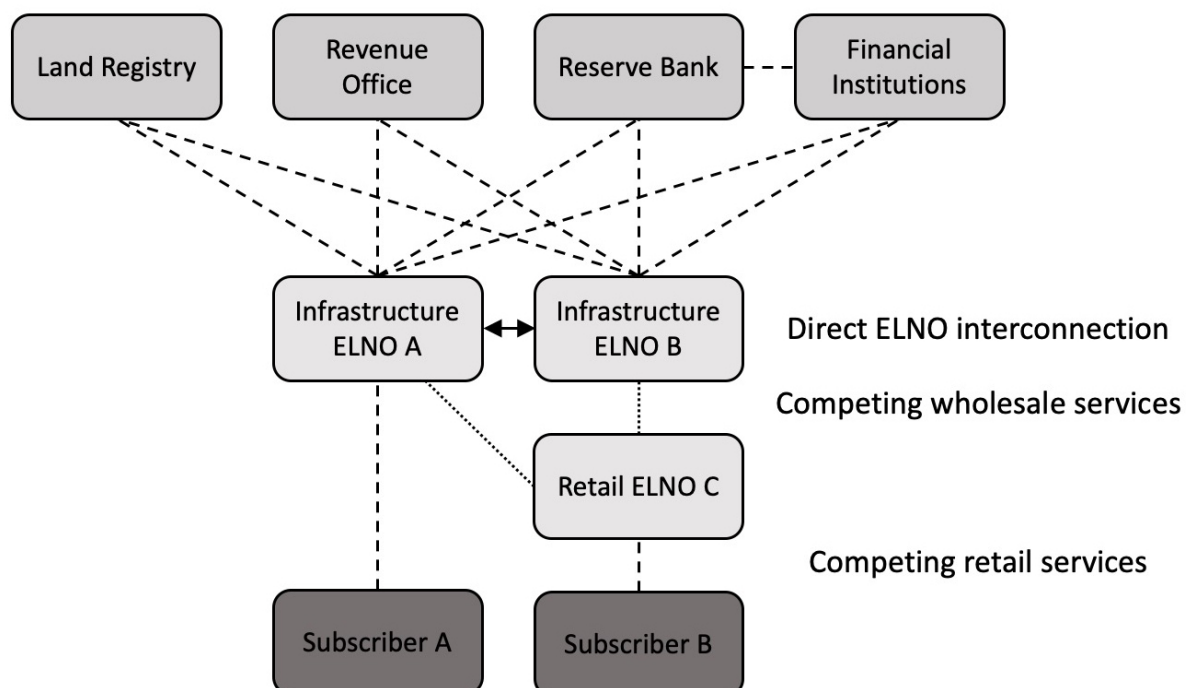 Land Registry
Revenue
Office
Reserve Bank
Financial
Institutions
Infrastructure
ELNO A
Infrastructure
ELNO B
Direct ELNO interconnection
Competing wholesale services
Retail ELNO C
Competing retail services
Subscriber A
Subscriber B